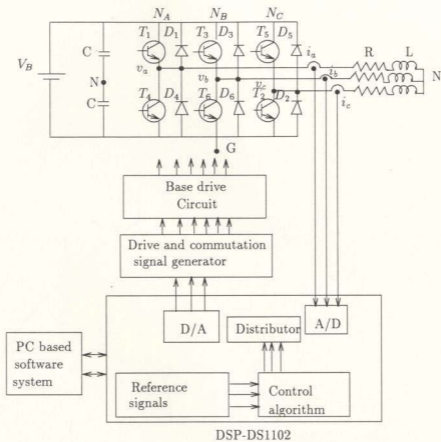 N_A N_B N_C
T_1 D_1 T_3 D_3 T_5
C
i_a R L
V_B N v_a v_b v_c i_b N
C T_4 D_4 T_6 D_6 T_2 D_2
i_c
G
Base drive
Circuit
Drive and commutation
signal generator
D/A
Distributor
A/D
PC based
software
system
Reference
signals
Control
algorithm
DSP-DS1102